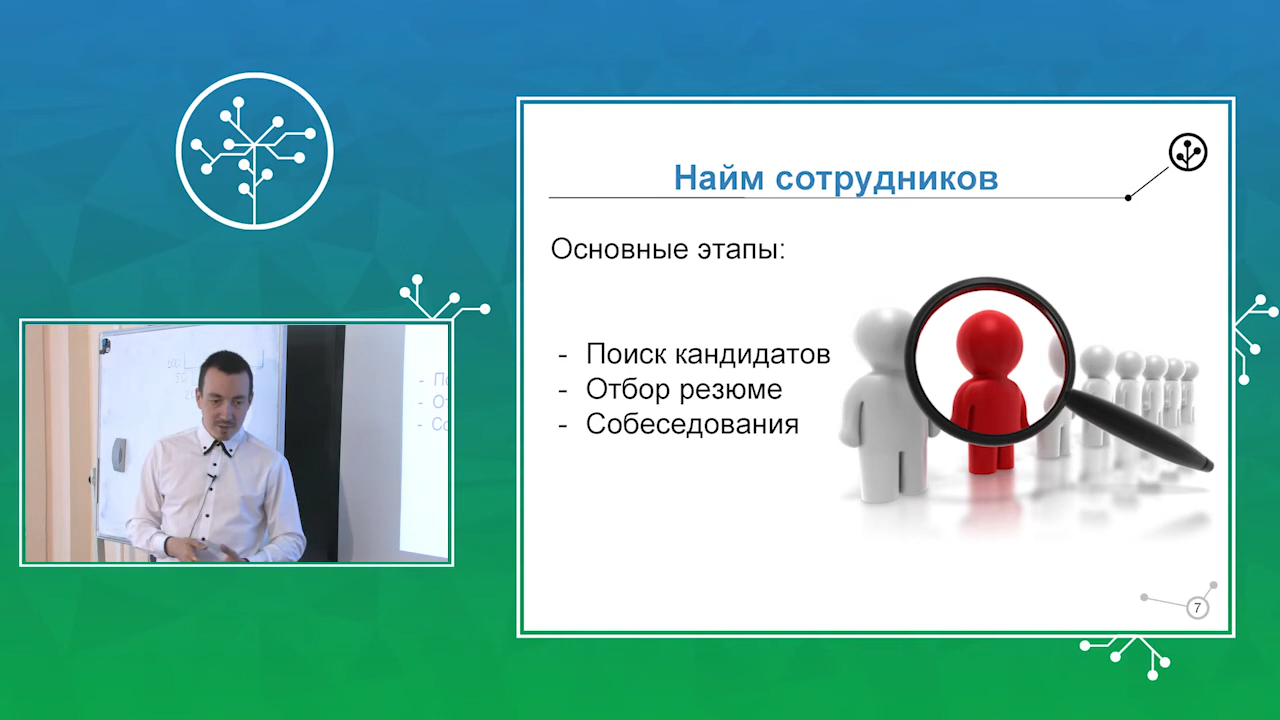 Найм сотрудников
Основные этапы:
- Поиск кандидатов
- Отбор резюме
- Собеседования
7